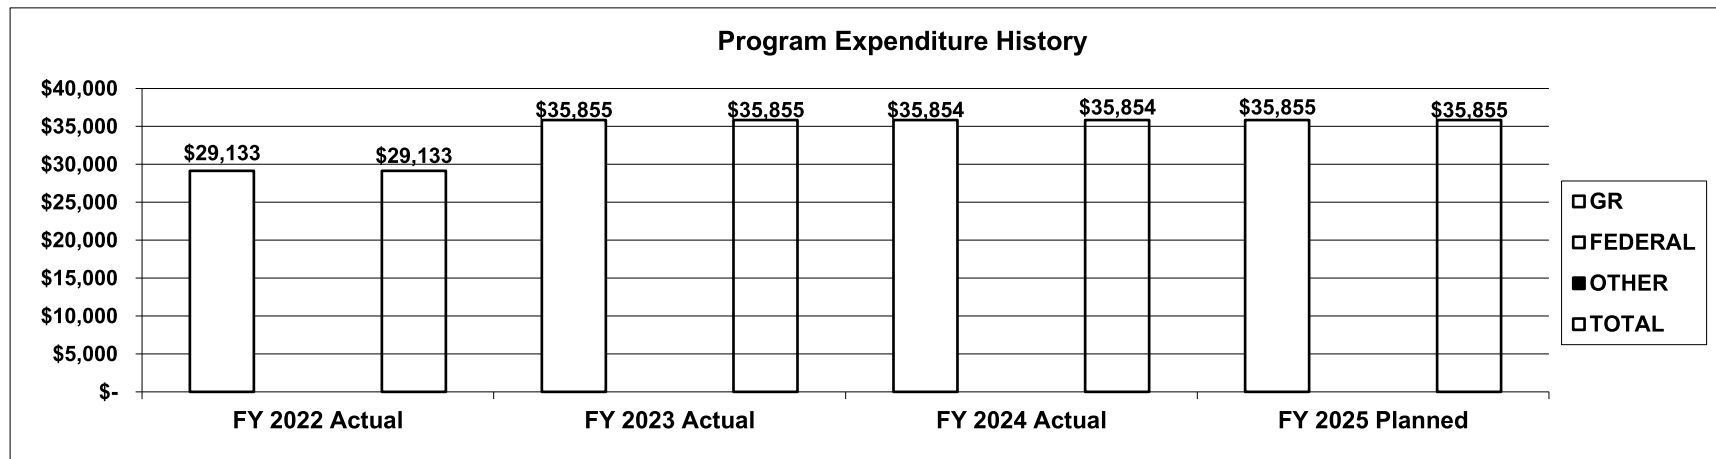 Program Expenditure History
$40,000
$35,000
$30,000
$25,000
$20,000
$15,000
$10,000
$5,000
$-
$29,133
$29,133
$35,855
$35,855
$35,854
$35,854
$35,855
$35,855
FY 2022 Actual
FY 2023 Actual
FY 2024 Actual
FY 2025 Planned
GR
FEDERAL
OTHER
TOTAL